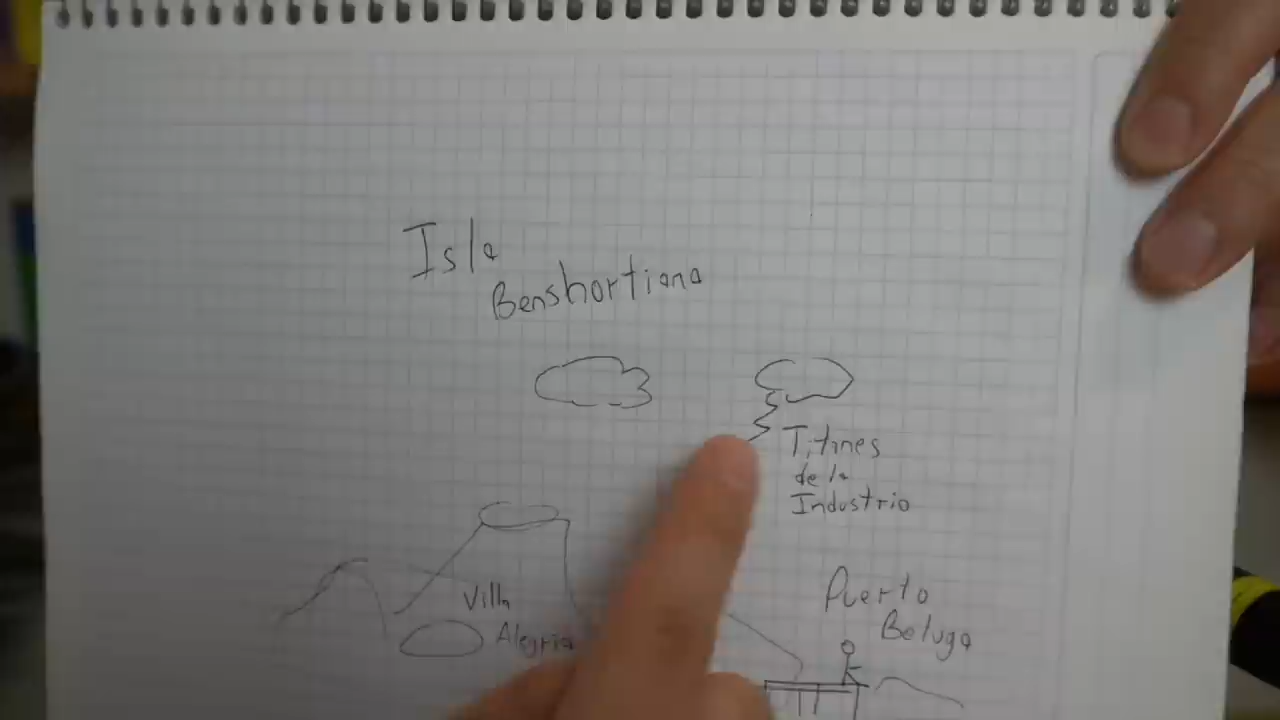 Isla
Benshortiana
Titanes
de la
Industria
Villa
Alegria
Puerto
Beluga